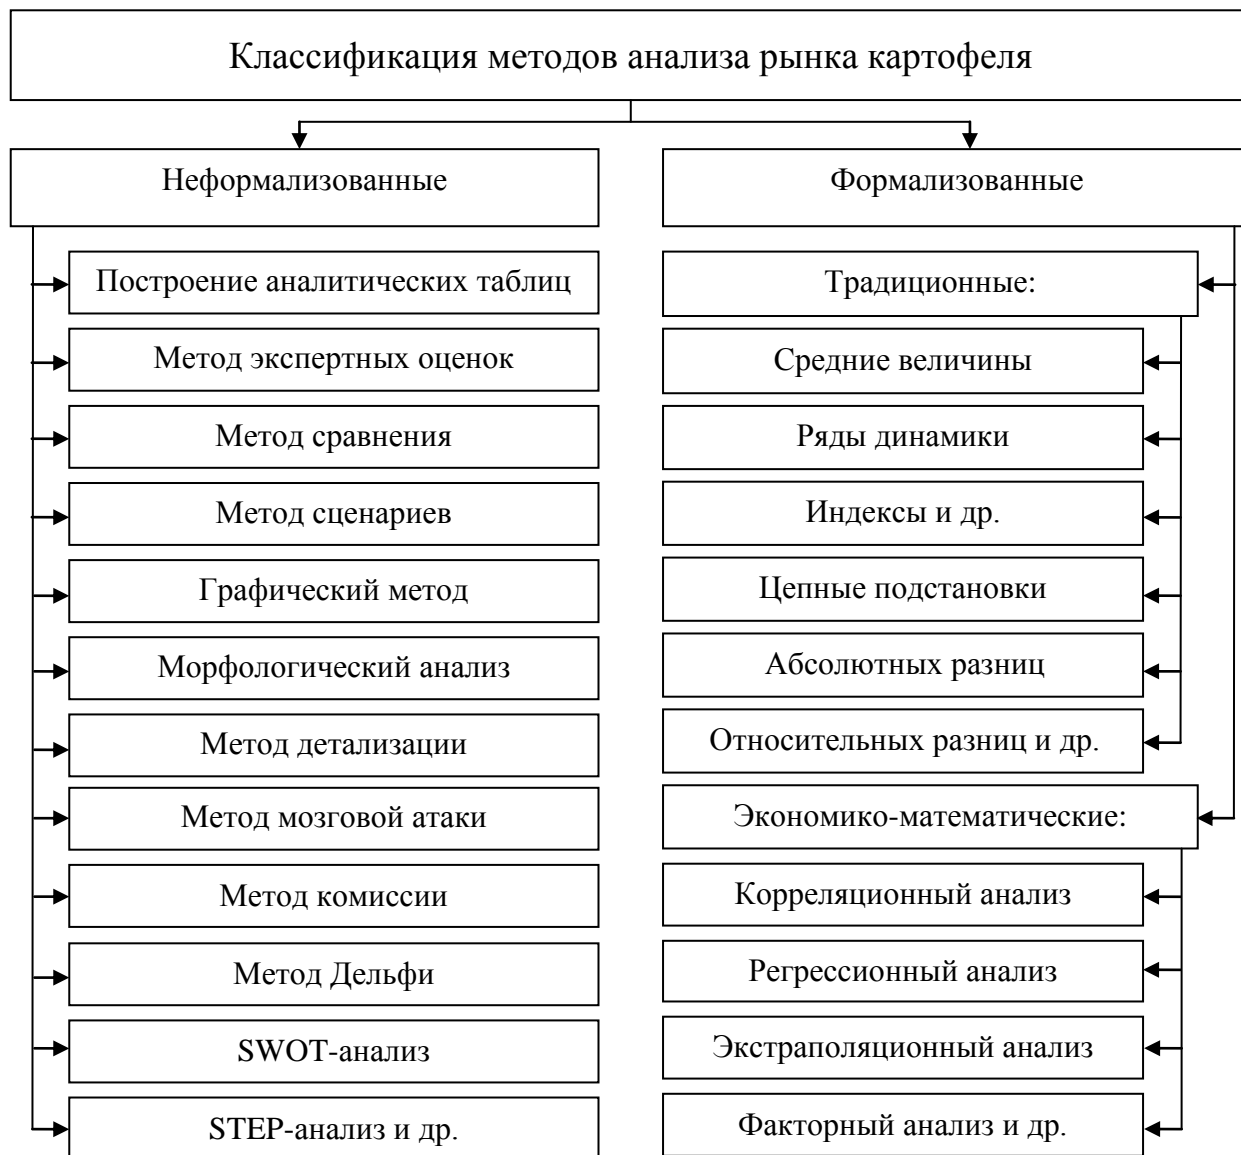 Классификация методов анализа рынка картофеля
Неформализованные
Построение аналитических таблиц
Метод экспертных оценок
Метод сравнения
Метод сценариев
Графический метод
Морфологический анализ
Метод детализации
Метод мозговой атаки
Метод комиссии
Метод Дельфи
SWOT-анализ
STEP-анализ и др.
Формализованные
Традиционные:
Средние величины
Ряды динамики
Индексы и др.
Цепные подстановки
Абсолютных разниц
Относительных разниц и др.
Экономико-математические:
Корреляционный анализ
Регрессионный анализ
Экстраполяционный анализ
Факторный анализ и др.